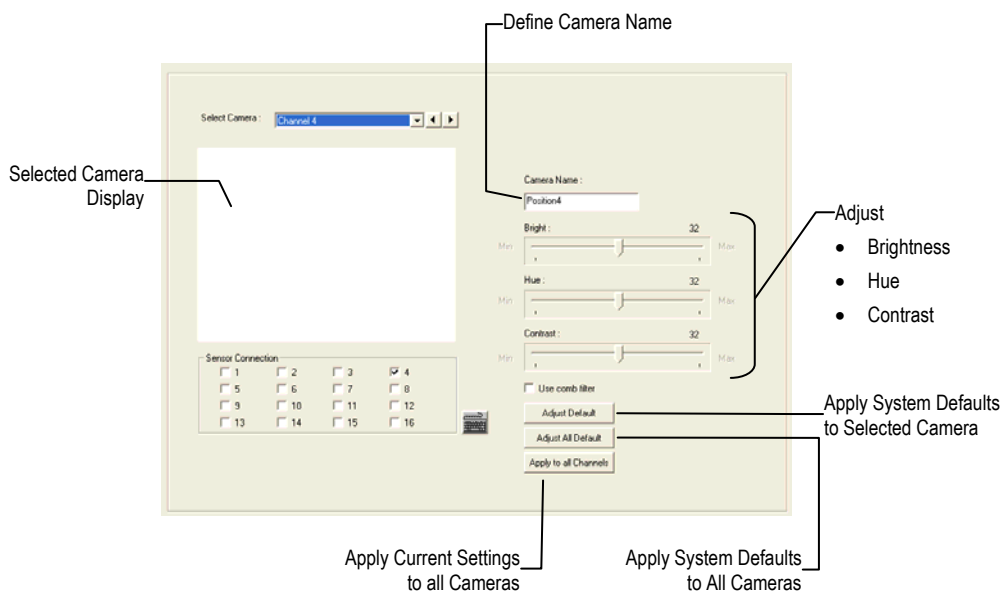 Define Camera Name
Select Camera :
Channel 4
Selected Camera
Display
Camera Name :
Position4
Bright :
32
Min
Max
Hue :
32
Min
Max
Contrast :
32
Min
Max
Adjust
• Brightness
• Hue
• Contrast
Sensor Connection
1 2 3 4
5 6 7 8
9 10 11 12
13 14 15 16
Use comb filter
Adjust Default
Adjust All Default
Apply to all Channels
Apply System Defaults
to Selected Camera
Apply Current Settings
to all Cameras
Apply System Defaults
to All Cameras